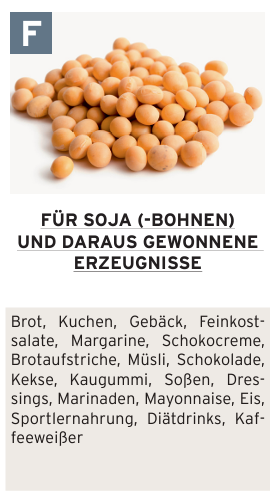 F
FÜR SOJA (-BOHNEN)
UND DARAUS GEWONNENE
ERZEUGNISSE
Brot, Kuchen, Gebäck, Feinkost-
salate, Margarine, Schokocreme,
Brotaufstriche, Müsli, Schokolade,
Kekse, Kaugummi, Soßen, Dres-
sings, Marinaden, Mayonnaise, Eis,
Sportlernahrung, Diätdrinks, Kaf-
feeweißer